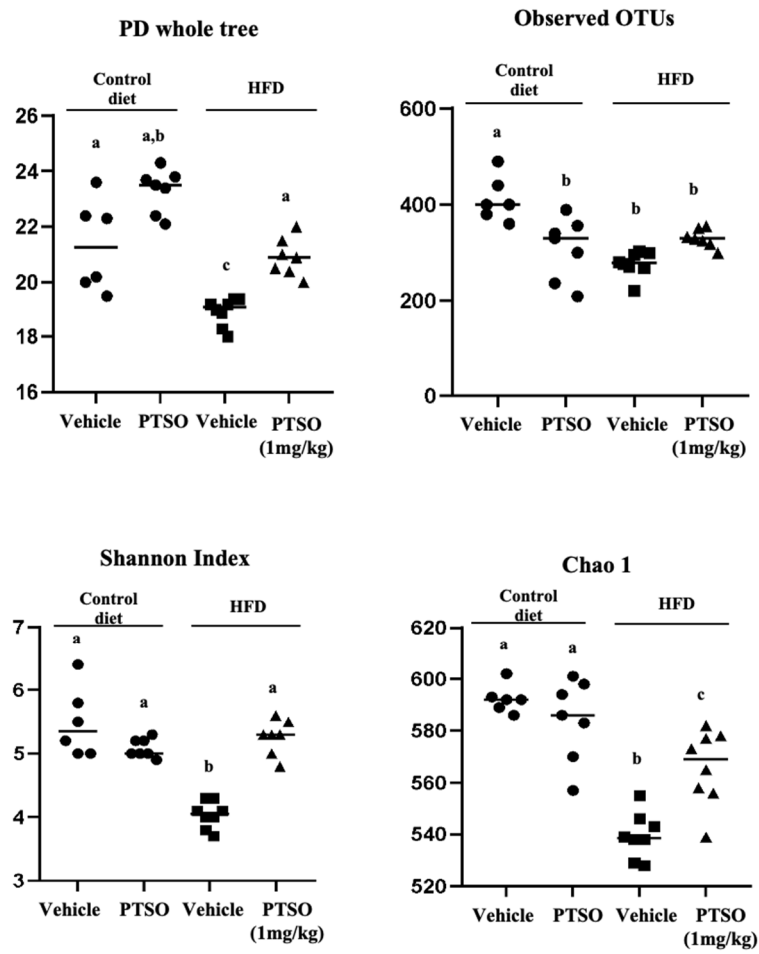 PD whole tree
Control
diet
HFD
26
24
22
20
18
16
a
a,b
c
a
Vehicle
PTSO
Vehicle
PTSO
(1mg/kg)
Observed OTUs
Control
diet
HFD
600
400
200
0
a
b
b
b
Vehicle
PTSO
Vehicle
PTSO
(1mg/kg)
Shannon Index
Control
diet
HFD
7
6
5
4
3
a
a
b
a
Vehicle
PTSO
Vehicle
PTSO
(1mg/kg)
Chao 1
Control
diet
HFD
620
600
580
560
540
520
a
a
b
c
Vehicle
PTSO
Vehicle
PTSO
(1mg/kg)